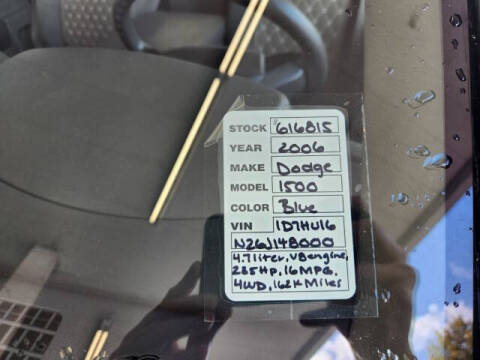 STOCK 616815
YEAR 2006
MAKE Dodge
MODEL 1500
COLOR Blue
VIN 1D7HU16
N26J148000
4.7 liter, V8 engine,
235Hp, 16MPG,
4WD, 162K Miles